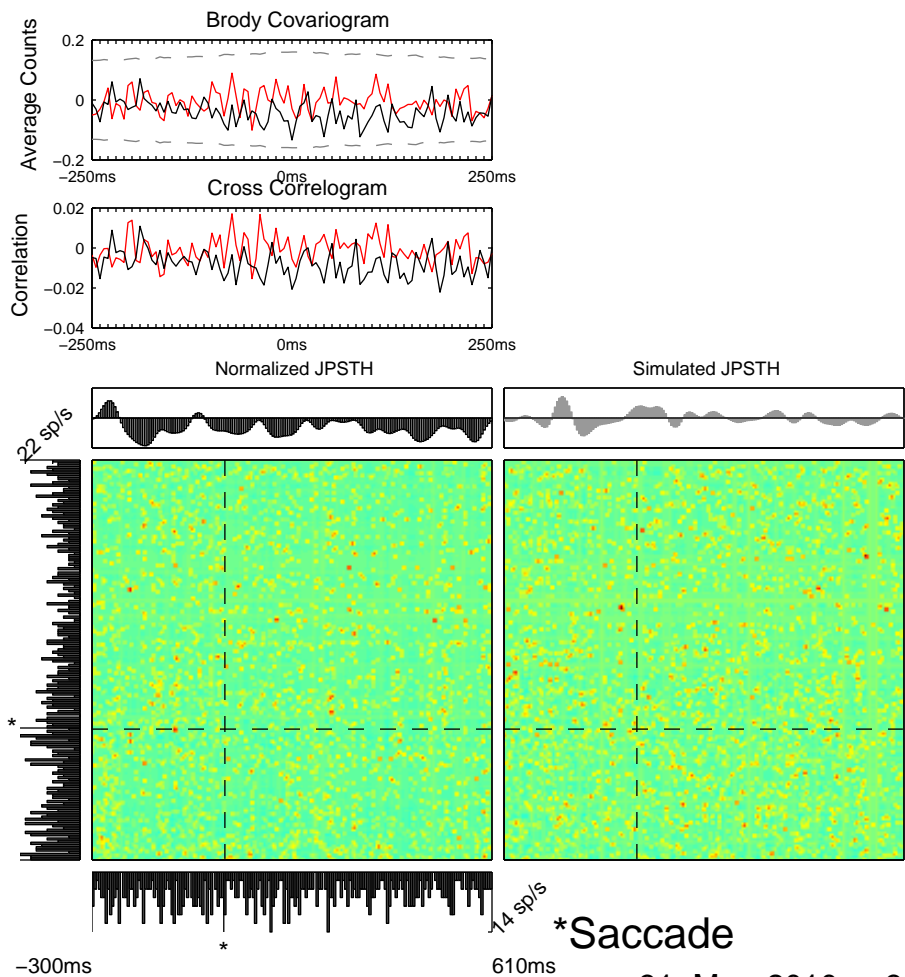 Brody Covariogram
0.2
0
−0.2
Average Counts
−250ms
0ms
250ms
Cross Correlogram
0.02
0
−0.02
−0.04
Correlation
−250ms
0ms
250ms
Normalized JPSTH
Simulated JPSTH
22 sp/s
*
14 sp/s
*
*Saccade
−300ms
610ms